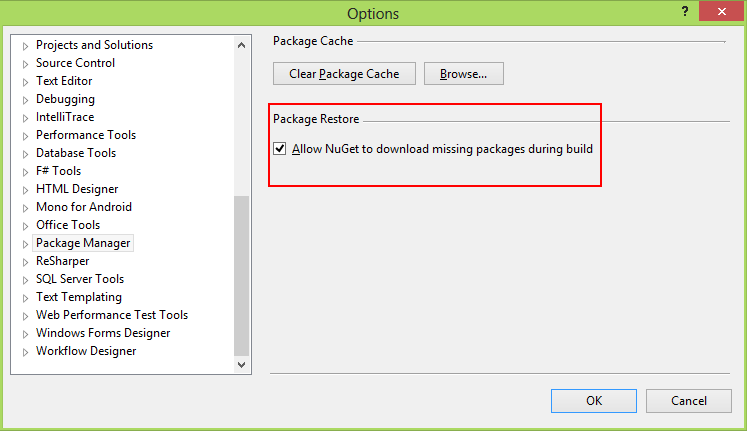 Options
?
Projects and Solutions
Source Control
Text Editor
Debugging
IntelliTrace
Performance Tools
Database Tools
F# Tools
HTML Designer
Mono for Android
Office Tools
Package Manager
ReSharper
SQL Server Tools
Text Templating
Web Performance Test Tools
Windows Forms Designer
Workflow Designer
Package Cache
Clear Package Cache
Browse...
Package Restore
Allow NuGet to download missing packages during build
OK
Cancel